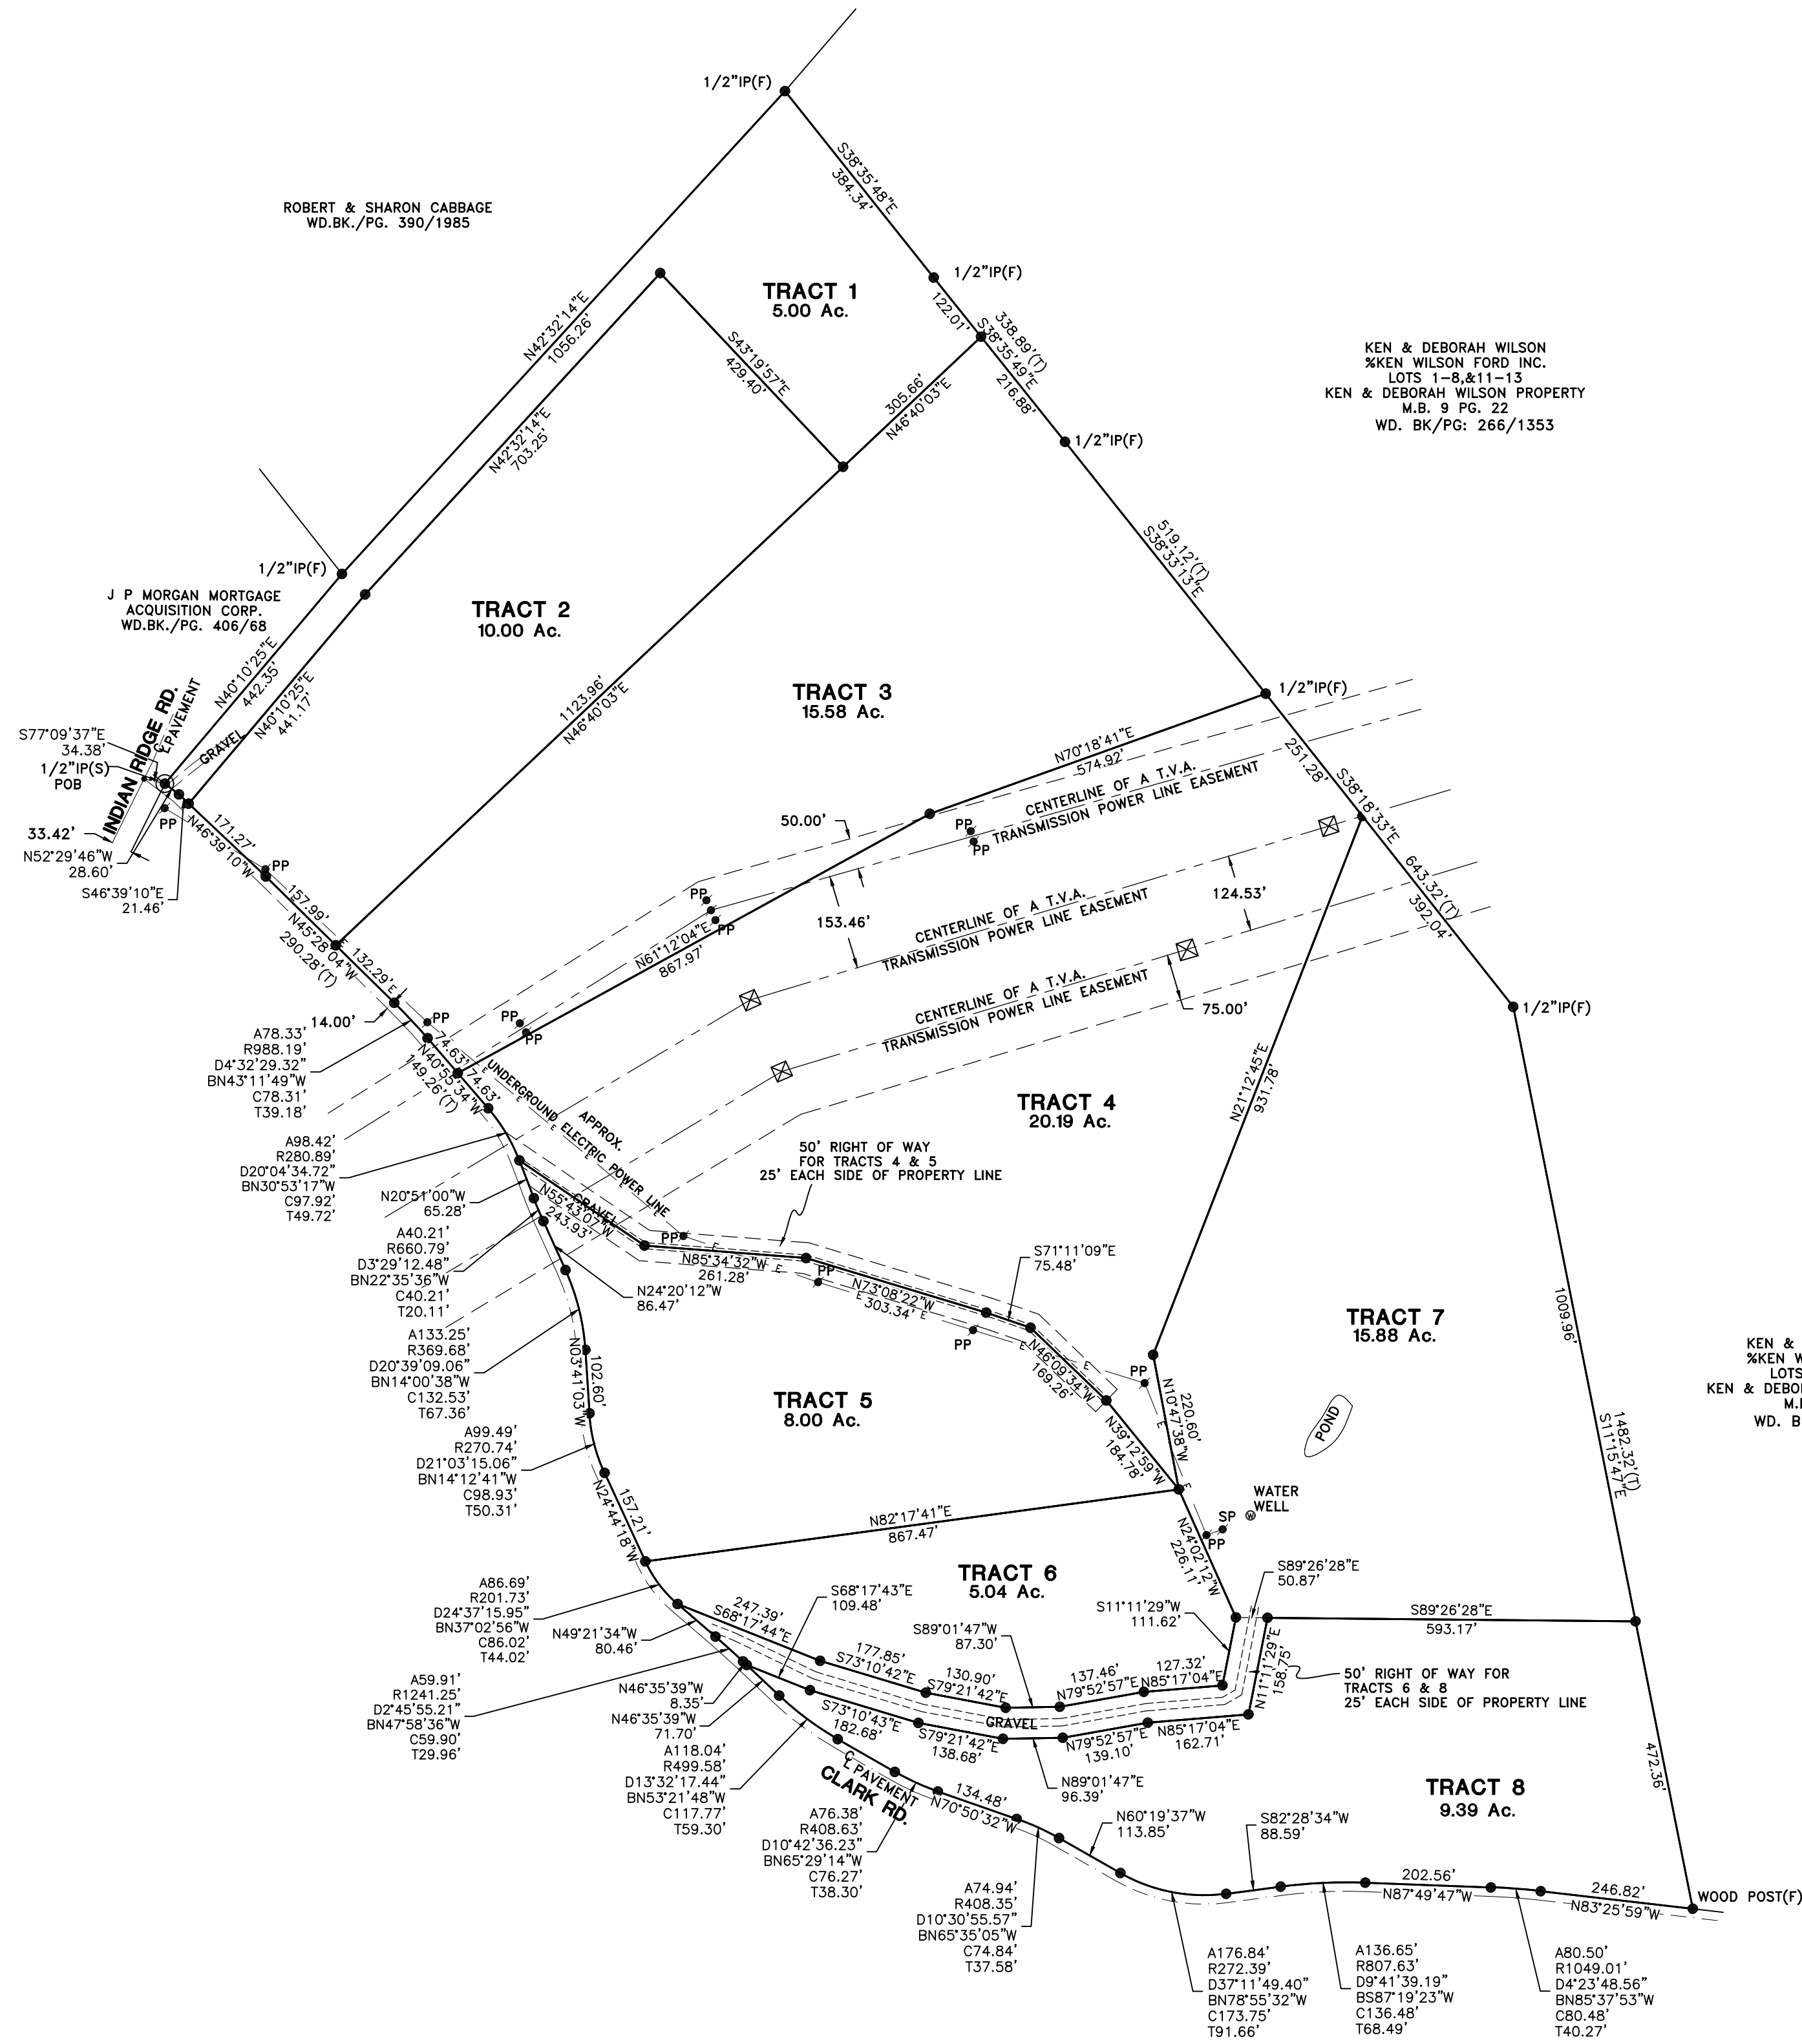 1/2"IP(F)
S38°35'48"E
384.34'
ROBERT & SHARON CABBAGE
WD.BK./PG. 390/1985
1/2"IP(F)
TRACT 1
5.00 Ac.
122.01'
338.89'(T)
S38°35'49"E
216.88'
N42°32'14"E
1056.26'
S43°19'57"E
429.40'
305.66'
N46°40'03"E
KEN & DEBORAH WILSON
%KEN WILSON FORD INC.
LOTS 1-8,&11-13
KEN & DEBORAH WILSON PROPERTY
M.B. 9 PG. 22
WD. BK/PG: 266/1353
N42°32'14"E
703.25'
1/2"IP(F)
519.12'(T)
S38°33'13"E
1/2"IP(F)
J P MORGAN MORTGAGE
ACQUISITION CORP.
WD.BK./PG. 406/68
TRACT 2
10.00 Ac.
N40°10'25"E
442.35'
N40°10'25"E
441.17'
1123.96'
N46°40'03"E
TRACT 3
15.58 Ac.
1/2"IP(F)
INDIAN RIDGE RD.
CL PAVEMENT
GRAVEL
S77°09'37"E
34.38'
1/2"IP(S)
POB
PP
33.42'
N52°29'46"W
28.60'
S46°39'10"E
21.46'
171.27'
N46°39'10"W
PP
157.99'
N45°28'04"W
290.28'(T)
132.29'
E
E
N70°18'41"E
574.92'
CENTERLINE OF A T.V.A.
TRANSMISSION POWER LINE EASEMENT
251.28'
S38°18'33"E
643.32'(T)
392.04'
50.00'
PP
PP
153.46'
124.53'
CENTERLINE OF A T.V.A.
TRANSMISSION POWER LINE EASEMENT
PP
PP
N61°12'04"E
867.97'
CENTERLINE OF A T.V.A.
TRANSMISSION POWER LINE EASEMENT
75.00'
1/2"IP(F)
14.00'
PP
PP
PP
A78.33'
R988.19'
D4°32'29.32"
BN43°11'49"W
C78.31'
T39.18'
74.63'
N40°55'34"W
149.26'(T)
74.63'
UNDERGROUND ELECTRIC POWER LINE
APPROX.
E
E
E
E
TRACT 4
20.19 Ac.
N21°12'45"E
931.78'
A98.42'
R280.89'
D20°04'34.72"
BN30°53'17"W
C97.92'
T49.72'
50' RIGHT OF WAY
FOR TRACTS 4 & 5
25' EACH SIDE OF PROPERTY LINE
N20°51'00"W
65.28'
N55°43'07"W
243.93'
GRAVEL
A40.21'
R660.79'
D3°29'12.48"
BN22°35'36"W
C40.21'
T20.11'
PP
E
N85°34'32"W
261.28'
E
PP
N73°08'22"W
E 303.34' E
S71°11'09"E
75.48'
N24°20'12"W
86.47'
PP
E
N46°09'34"W
169.26'
E
PP
E
A133.25'
R369.68'
D20°39'09.06"
BN14°00'38"W
C132.53'
T67.36'
102.60'
N03°41'03"W
TRACT 5
8.00 Ac.
TRACT 7
15.88 Ac.
1009.96'
220.60'
N10°47'38"W
N39°12'59"W
184.78'
E
POND
1482.32'(T)
S11°15'47"E
KEN &
%KEN W
LOTS
KEN & DEBO
WD. B
A99.49'
R270.74'
D21°03'15.06"
BN14°12'41"W
C98.93'
T50.31'
157.21'
N24°44'18"W
N82°17'41"E
867.47'
WATER
WELL
W
SP
PP
N24°02'12"W
226.11'
TRACT 6
5.04 Ac.
S89°26'28"E
50.87'
A86.69'
R201.73'
D24°37'15.95"
BN37°02'56"W
C86.02'
T44.02'
247.39'
S68°17'44"E
S68°17'43"E
109.48'
S11°11'29"W
111.62'
S89°26'28"E
593.17'
N49°21'34"W
80.46'
S89°01'47"W
87.30'
177.85'
S73°10'42"E
130.90'
S79°21'42"E
137.46'
N79°52'57"E
127.32'
N85°17'04"E
N11°11'29"E
158.75'
50' RIGHT OF WAY FOR
TRACTS 6 & 8
25' EACH SIDE OF PROPERTY LINE
A59.91'
R1241.25'
D2°45'55.21"
BN47°58'36"W
C59.90'
T29.96'
N46°35'39"W
8.35'
N46°35'39"W
71.70'
S73°10'43"E
182.68'
S79°21'42"E
138.68'
GRAVEL
N79°52'57"E
139.10'
N85°17'04"E
162.71'
N89°01'47"E
96.39'
A118.04'
R499.58'
D13°32'17.44"
BN53°21'48"W
C117.77'
T59.30'
CL PAVEMENT
CLARK RD.
134.48'
N70°50'32"W
472.36'
TRACT 8
9.39 Ac.
A76.38'
R408.63'
D10°42'36.23"
BN65°29'14"W
C76.27'
T38.30'
N60°19'37"W
113.85'
S82°28'34"W
88.59'
A74.94'
R408.35'
D10°30'55.57"
BN65°35'05"W
C74.84'
T37.58'
202.56'
N87°49'47"W
246.82'
N83°25'59"W
WOOD POST(F)
A176.84'
R272.39'
D37°11'49.40"
BN78°55'32"W
C173.75'
T91.66'
A136.65'
R807.63'
D9°41'39.19"
BS87°19'23"W
C136.48'
T68.49'
A80.50'
R1049.01'
D4°23'48.56"
BN85°37'53"W
C80.48'
T40.27'